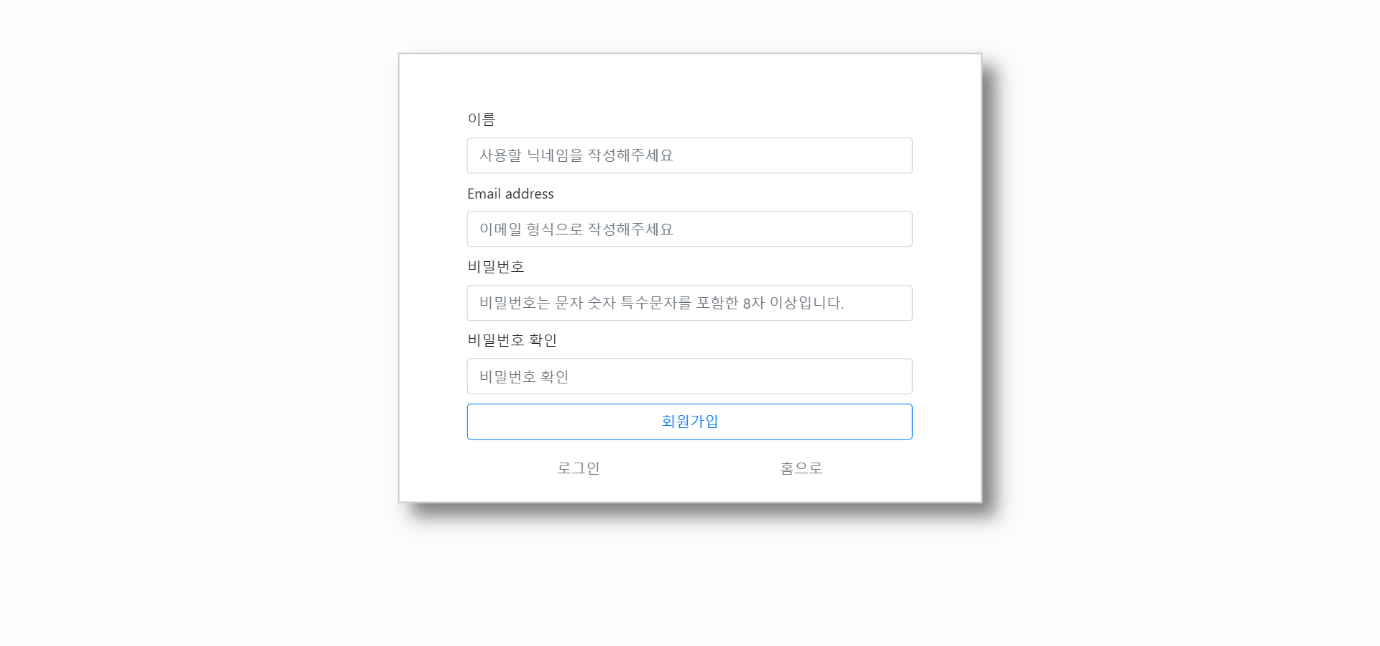 이름
사용할 닉네임을 작성해주세요
Email address
이메일 형식으로 작성해주세요
비밀번호
비밀번호는 문자 숫자 특수문자를 포함한 8자 이상입니다.
비밀번호 확인
비밀번호 확인
회원가입
로그인 홈으로